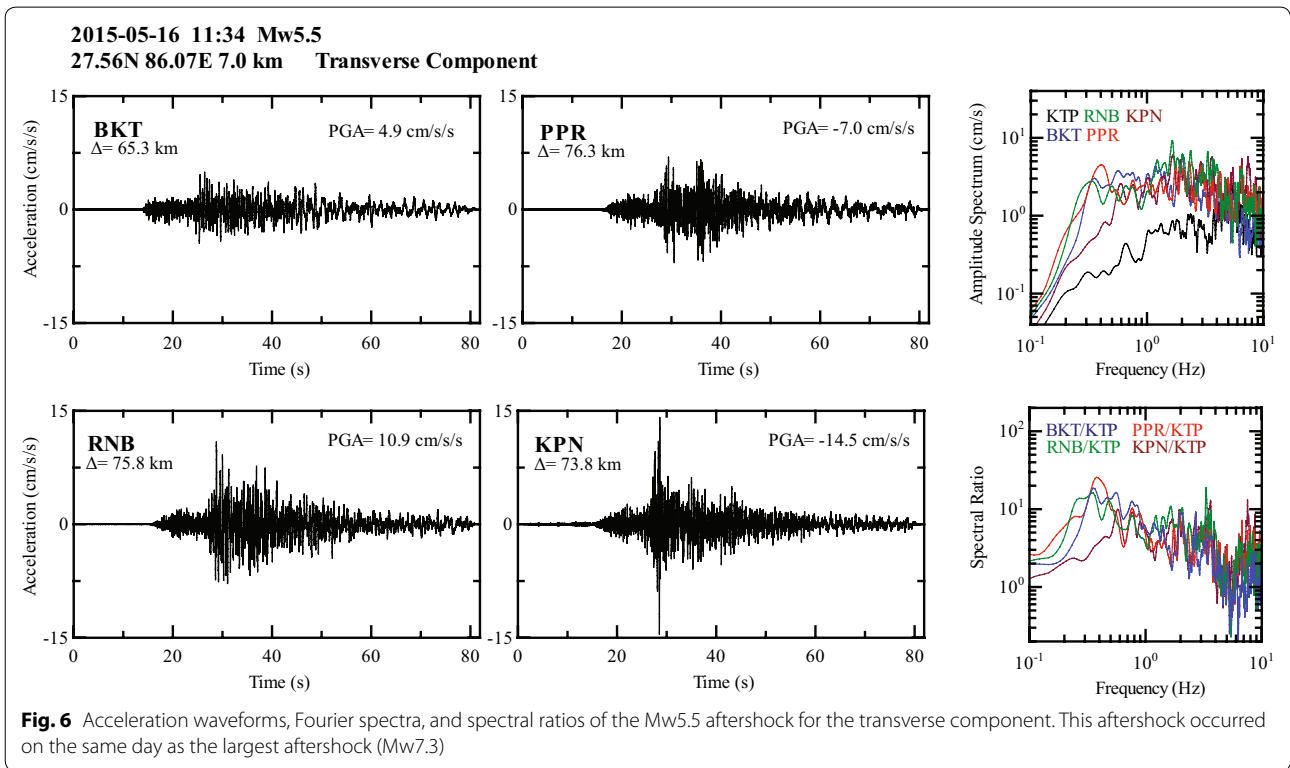 2015-05-16 11:34 Mw5.5
27.56N 86.07E 7.0 km Transverse Component
Acceleration (cm/s/s)
15
0
-15
BKT
Δ= 65.3 km
PGA= 4.9 cm/s/s
0 20 40 60 80
Time (s)
15
0
-15
PPR
Δ= 76.3 km
PGA= -7.0 cm/s/s
0 20 40 60 80
Time (s)
Amplitude Spectrum (cm/s)
10^1
10^0
10^-1
KTP RNB KPN
BKT PPR
10^-1 10^0 10^1
Frequency (Hz)
Acceleration (cm/s/s)
15
0
-15
RNB
Δ= 75.8 km
PGA= 10.9 cm/s/s
0 20 40 60 80
Time (s)
15
0
-15
KPN
Δ= 73.8 km
PGA= -14.5 cm/s/s
0 20 40 60 80
Time (s)
Spectral Ratio
10^2
10^1
10^0
BKT/KTP PPR/KTP
RNB/KTP KPN/KTP
10^-1 10^0 10^1
Frequency (Hz)
Fig. 6 Acceleration waveforms, Fourier spectra, and spectral ratios of the Mw5.5 aftershock for the transverse component. This aftershock occurred
on the same day as the largest aftershock (Mw7.3)